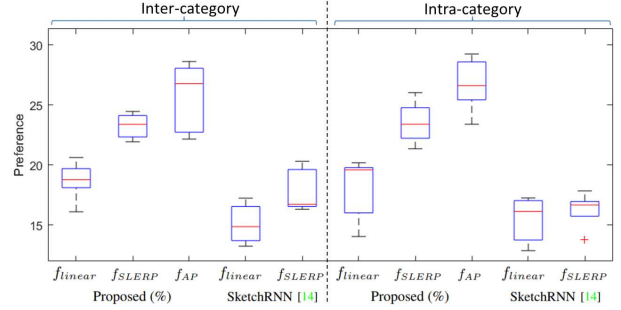 Inter-category Intra-category
30
25
20
15
Preference
f_linear f_SLERP f_AP f_linear f_SLERP f_linear f_SLERP f_AP f_linear f_SLERP
Proposed (%) SketchRNN [14] Proposed (%) SketchRNN [14]